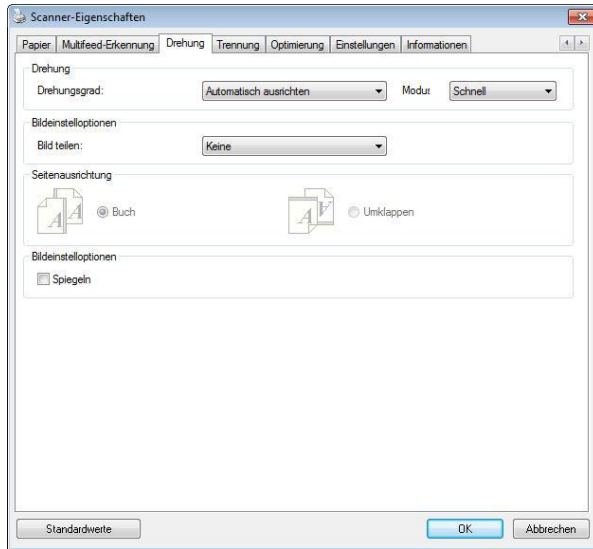 Scanner-Eigenschaften
Papier Multifeed-Erkennung Drehung Trennung Optimierung Einstellungen Informationen
Drehung
Drehungsgrad: Automatisch ausrichten Modus Schnell
Bildeinstelloptionen
Bild teilen: Keine
Seitenausrichtung
A A Buch A A Umklappen
Bildeinstelloptionen
Spiegeln
Standardwerte OK Abbrechen